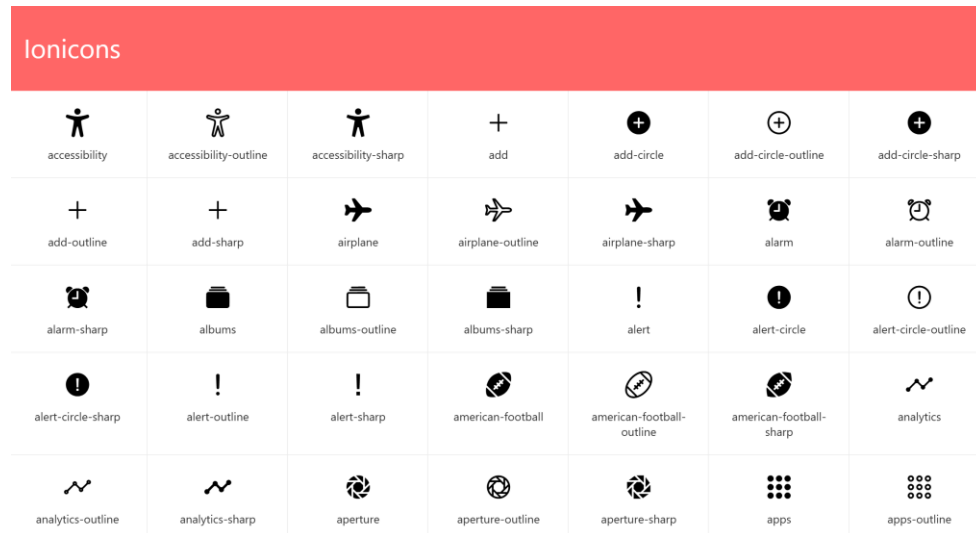 Ionicons
accessibility
accessibility-outline
accessibility-sharp
add
add-circle
add-circle-outline
add-circle-sharp
add-outline
add-sharp
airplane
airplane-outline
airplane-sharp
alarm
alarm-outline
alarm-sharp
albums
albums-outline
albums-sharp
alert
alert-circle
alert-circle-outline
alert-circle-sharp
alert-outline
alert-sharp
american-football
american-football-
outline
american-football-
sharp
analytics
analytics-outline
analytics-sharp
aperture
aperture-outline
aperture-sharp
apps
apps-outline